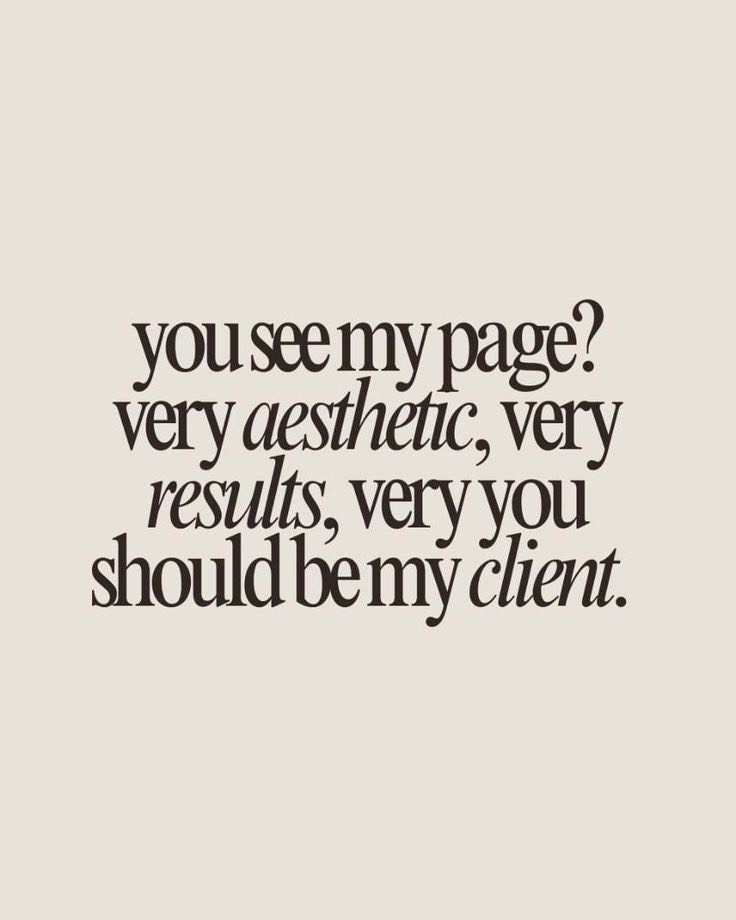 you see my page?
very aesthetic, very
results, very you
should be my client.